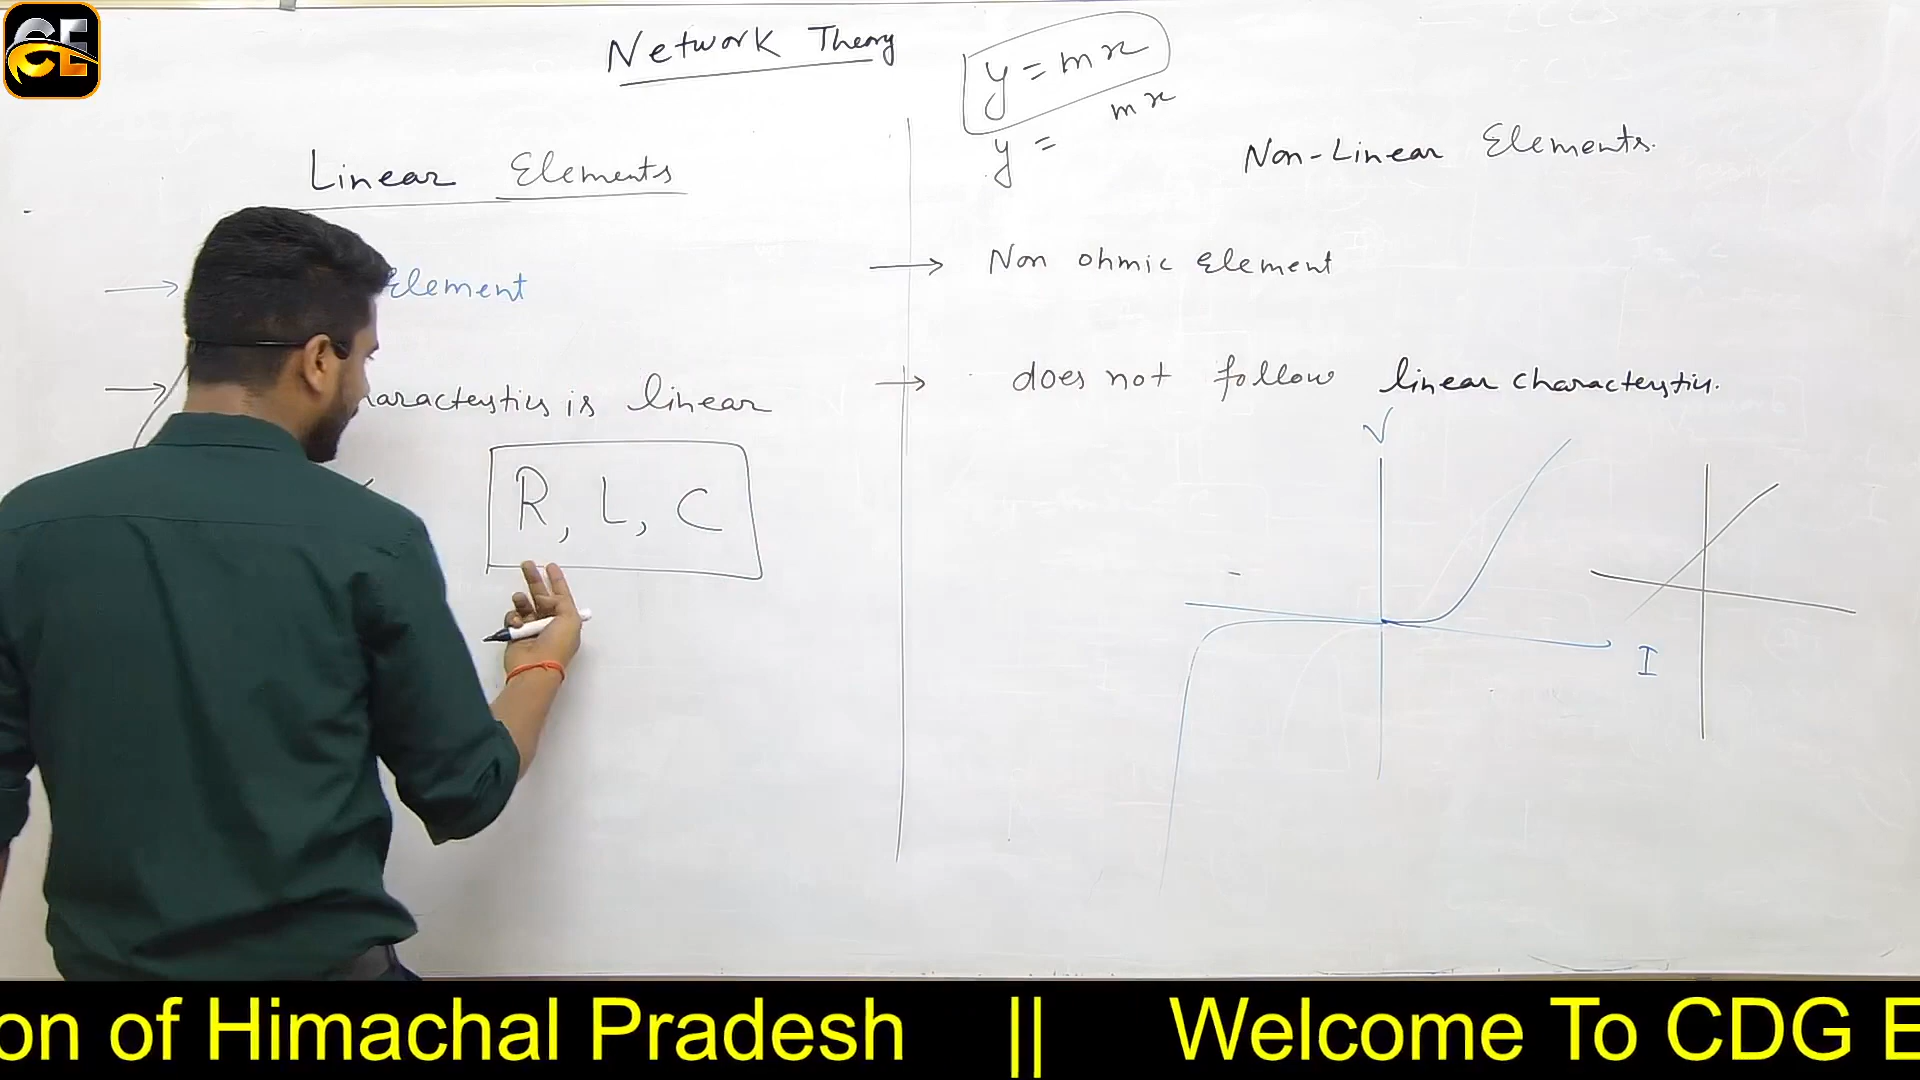 CE
Network Theory
y = mx
y = mx
Linear Elements
Element
characteristics is linear
R, L, C
Non-Linear Elements.
Non ohmic element
does not follow linear characteristics.
V
I
on of Himachal Pradesh || Welcome To CDG E